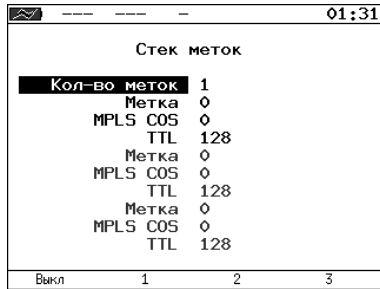 --- --- - 01:31
Стек меток
Кол-во меток 1
Метка 0
MPLS COS 0
TTL 128
Метка 0
MPLS COS 0
TTL 128
Метка 0
MPLS COS 0
TTL 128
Выкл 1 2 3